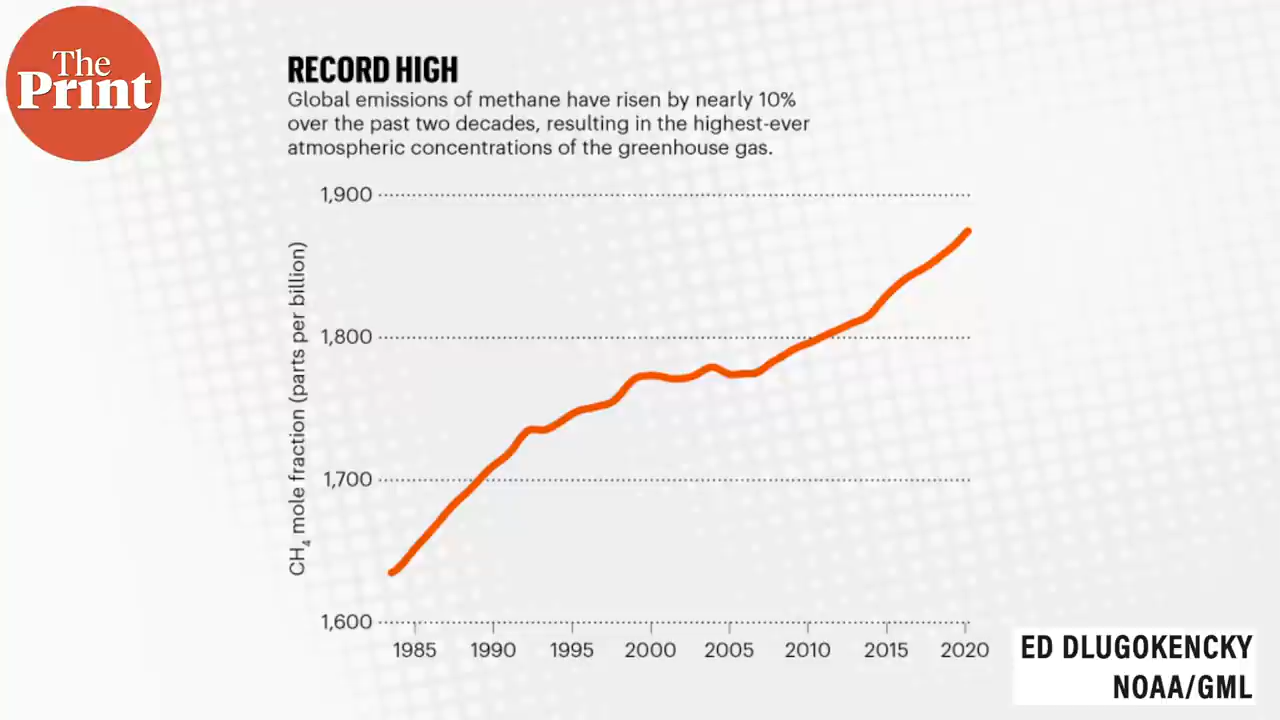 The
Print
RECORD HIGH
Global emissions of methane have risen by nearly 10%
over the past two decades, resulting in the highest-ever
atmospheric concentrations of the greenhouse gas.
1,900
1,800
1,700
1,600
CH₄ mole fraction (parts per billion)
1985 1990 1995 2000 2005 2010 2015 2020
ED DLUGOKENCKY
NOAA/GML